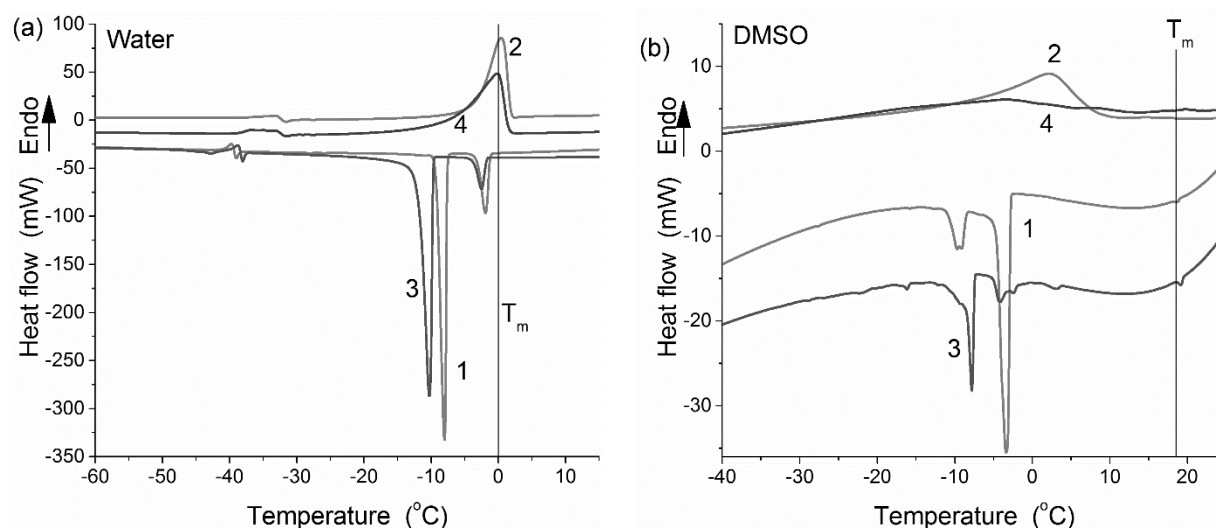 (a)
Water
Heat flow (mW) Endo
100
50
0
-50
-100
-150
-200
-250
-300
-350
2
4
3
1
Tm
-60 -50 -40 -30 -20 -10 0 10
Temperature (°C)
(b)
DMSO
Heat flow (mW) Endo
10
0
-10
-20
-30
Tm
2
4
1
3
-40 -30 -20 -10 0 10 20
Temperature (°C)